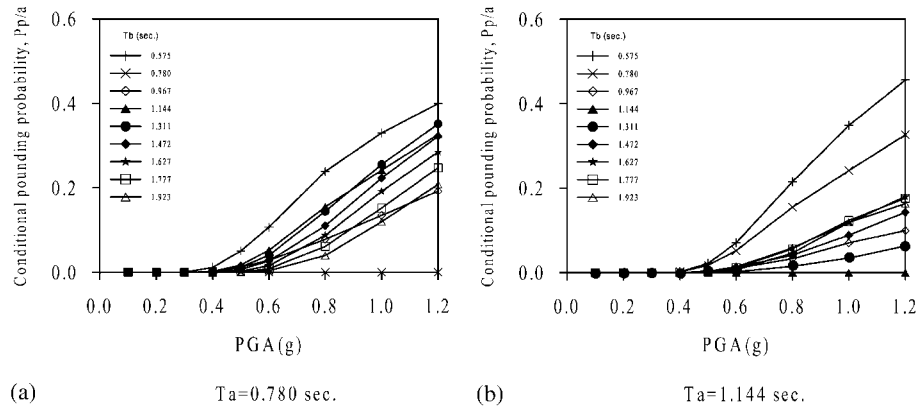 Conditional pounding probability, Pp/a
0.6
0.4
0.2
0.0
Tb (sec.)
0.575
0.780
0.967
1.144
1.311
1.472
1.627
1.777
1.923
0.0 0.2 0.4 0.6 0.8 1.0 1.2
PGA(g)
(a) Ta=0.780 sec.
Conditional pounding probability, Pp/a
0.6
0.4
0.2
0.0
Tb (sec.)
0.575
0.780
0.967
1.144
1.311
1.472
1.627
1.777
1.923
0.0 0.2 0.4 0.6 0.8 1.0 1.2
PGA(g)
(b) Ta=1.144 sec.